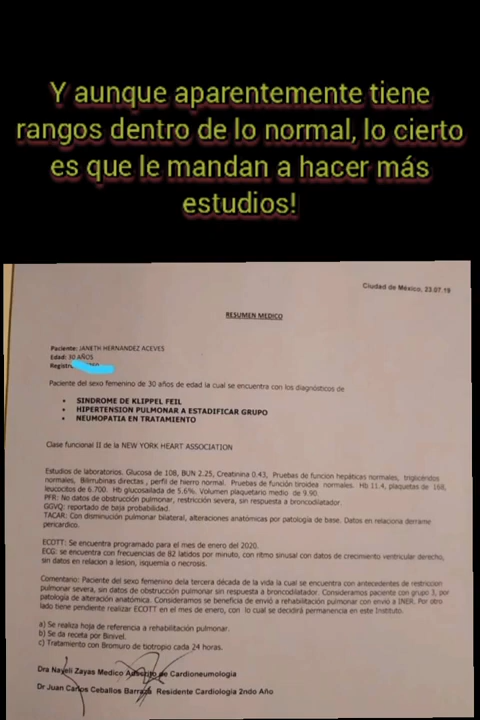 Y aunque aparentemente tiene
rangos dentro de lo normal, lo cierto
es que le mandan a hacer más
estudios!
Ciudad de México, 23.07.19
RESUMEN MEDICO
Paciente: JANETH HERNANDEZ ACEVES
Edad: 30 AÑOS
Registro
Paciente del sexo femenino de 30 años de edad la cual se encuentra con los diagnósticos de
• SINDROME DE KLIPPEL FEIL
• HIPERTENSION PULMONAR A ESTADIFICAR GRUPO
• NEUMOPATIA EN TRATAMIENTO
Clase funcional II de la NEW YORK HEART ASSOCIATION
Estudios de laboratorios. Glucosa de 108, BUN 2.25, Creatinina 0.43, Pruebas de funcion hepáticas normales, triglicéridos
normales, Bilirrubinas directas, perfil de hierro normal. Pruebas de función tiroidea normales. Hb 11.4, plaquetas de 168,
leucocitos de 6.700. Hb glucosilada de 5.6%. Volumen plaquetario medio de 9.90.
PFR: No datos de obstrucción pulmonar, restricción severa, sin respuesta a broncodilatador.
GGVQ: reportado de baja probabilidad.
TACAR: Con disminución pulmonar bilateral, alteraciones anatómicas por patología de base. Datos en relaciona derrame
pericardico.
ECOTT: Se encuentra programado para el mes de enero del 2020.
ECG: se encuentra con frecuencias de 82 latidos por minuto, con ritmo sinusal con datos de crecimiento ventricular derecho,
sin datos en relacion a lesion, isquemia o necrosis.
Comentario: Paciente del sexo femenino dela tercera década de la vida la cual se encuentra con antecedentes de restricción
pulmonar severa, sin datos de obstrucción pulmonar sin respuesta a broncodilatador. Consideramos paciente con grupo 3, por
patología de alteración anatómica. Consideramos se beneficia de envió a rehabilitación pulmonar con envió a INER. Por otro
lado tiene pendiente realizar ECOTT en el mes de enero, con lo cual se decidirá permanencia en este Instituto.
a) Se realiza hoja de referencia a rehabilitación pulmonar.
b) Se da receta por Binsvel.
c) Tratamiento con Bromuro de tiotropio cada 24 horas.
Dra Nayeli Zayas Medico Adscrito de Cardioneumología
Dr Juan Carlos Ceballos Barraza Residente Cardiología 2ndo Año